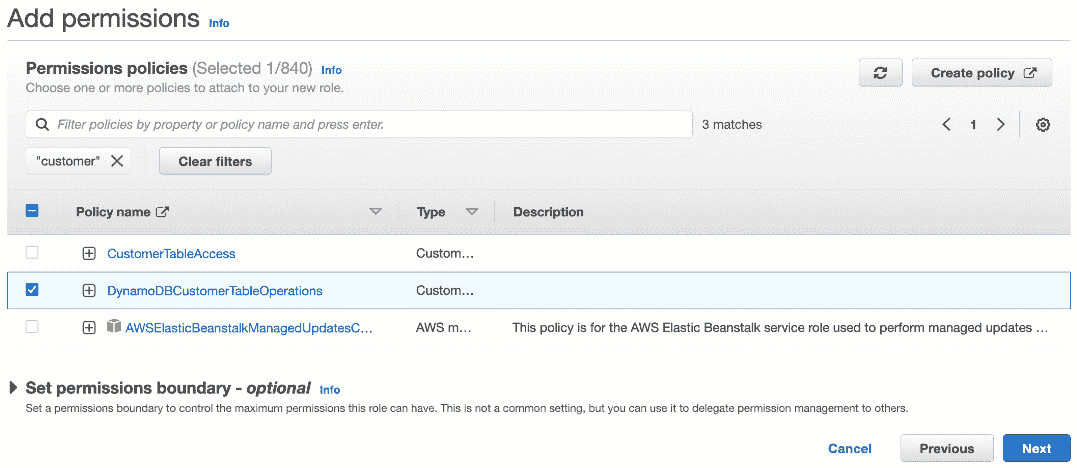 Add permissions Info
Permissions policies (Selected 1/840) Info
Choose one or more policies to attach to your new role.
Create policy
Filter policies by property or policy name and press enter.
3 matches
1
"customer"
Clear filters
Policy name Type Description
CustomerTableAccess Custom...
DynamoDBCustomerTableOperations Custom...
AWSElasticBeanstalkManagedUpdatesC... AWS m... This policy is for the AWS Elastic Beanstalk service role used to perform managed updates ...
Set permissions boundary - optional Info
Set a permissions boundary to control the maximum permissions this role can have. This is not a common setting, but you can use it to delegate permission management to others.
Cancel Previous Next